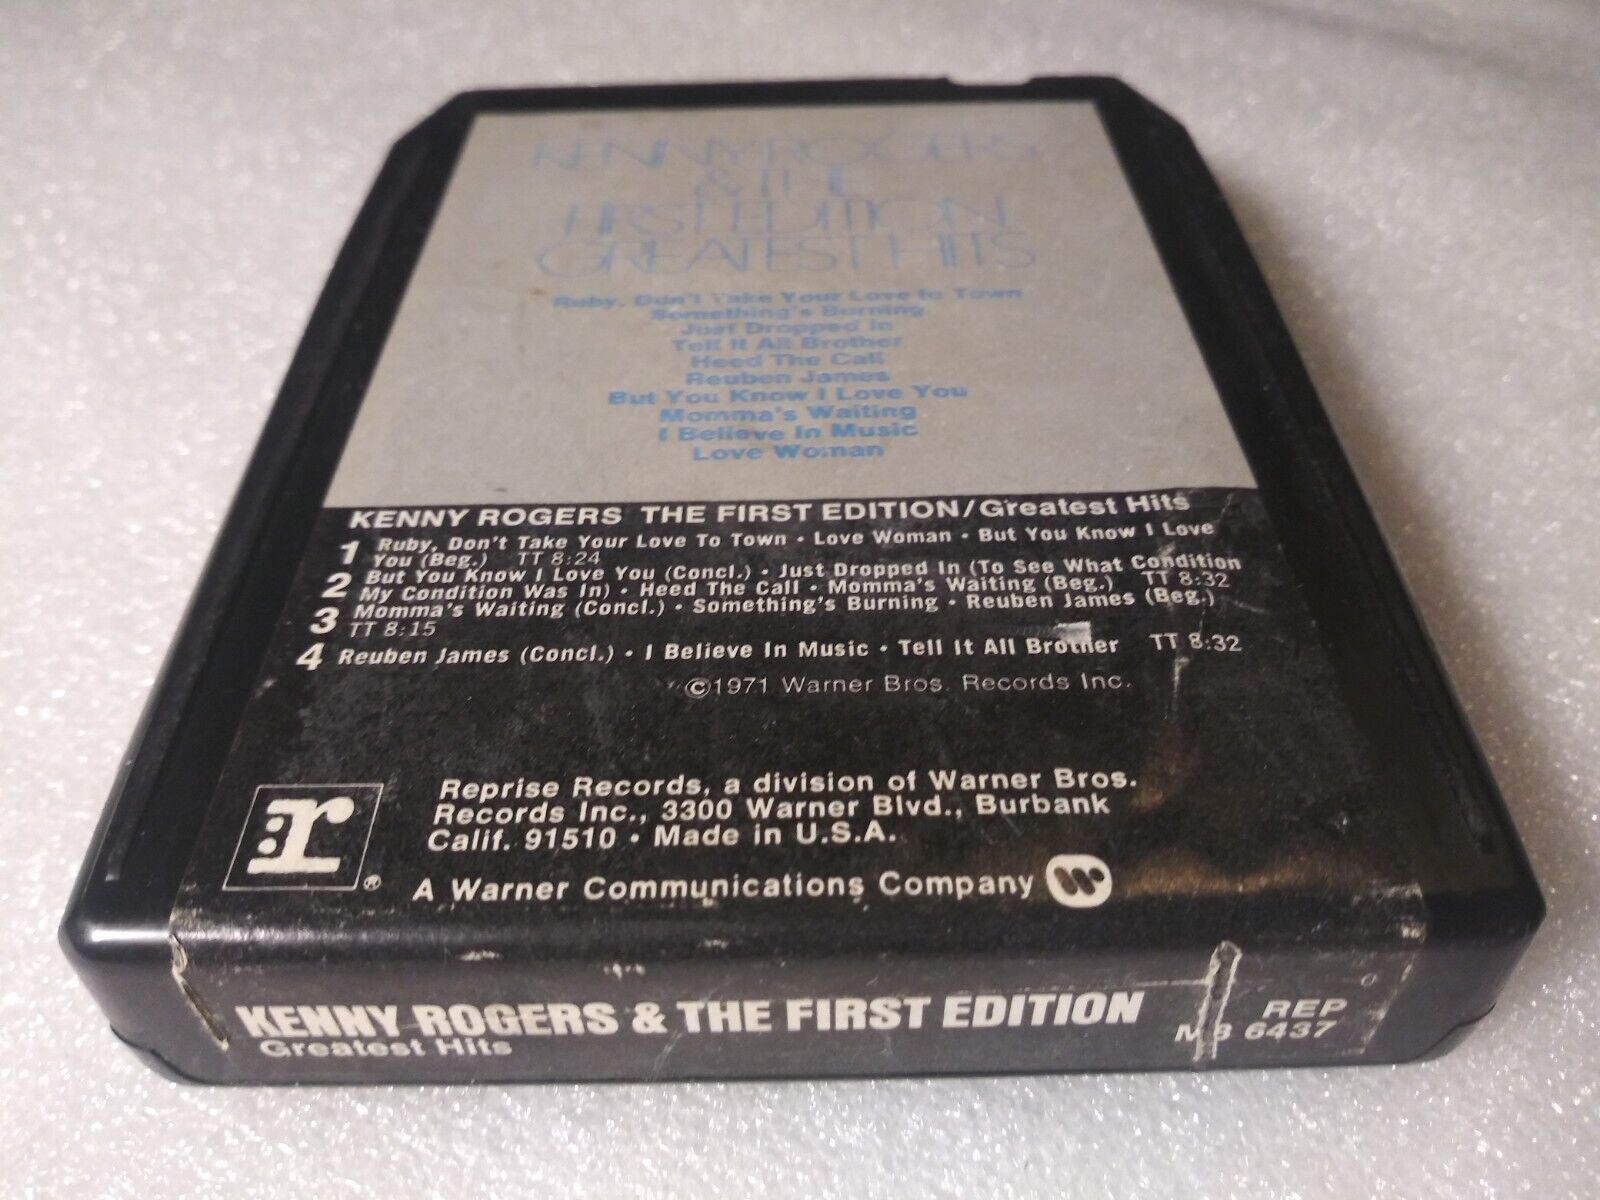 KENNY ROGERS
& THE
FIRST EDITION
GREATEST HITS
Ruby, Don't Take Your Love to Town
Something's Burning
Just Dropped In
Tell It All Brother
Heed The Call
Reuben James
But You Know I Love You
Momma's Waiting
I Believe In Music
Love Woman
KENNY ROGERS THE FIRST EDITION/Greatest Hits
1 Ruby, Don't Take Your Love To Town • Love Woman • But You Know I Love
You (Beg.) TT 8:24
2 But You Know I Love You (Concl.) • Just Dropped In (To See What Condition
My Condition Was In) • Heed The Call • Momma's Waiting (Beg.) TT 8:32
3 Momma's Waiting (Concl.) • Something's Burning • Reuben James (Beg.)
TT 8:15
4 Reuben James (Concl.) • I Believe In Music • Tell It All Brother TT 8:32
©1971 Warner Bros. Records Inc.
r ®
Reprise Records, a division of Warner Bros.
Records Inc., 3300 Warner Blvd., Burbank
Calif. 91510 • Made in U.S.A.
A Warner Communications Company
KENNY ROGERS & THE FIRST EDITION
Greatest Hits
REP
M8 6437